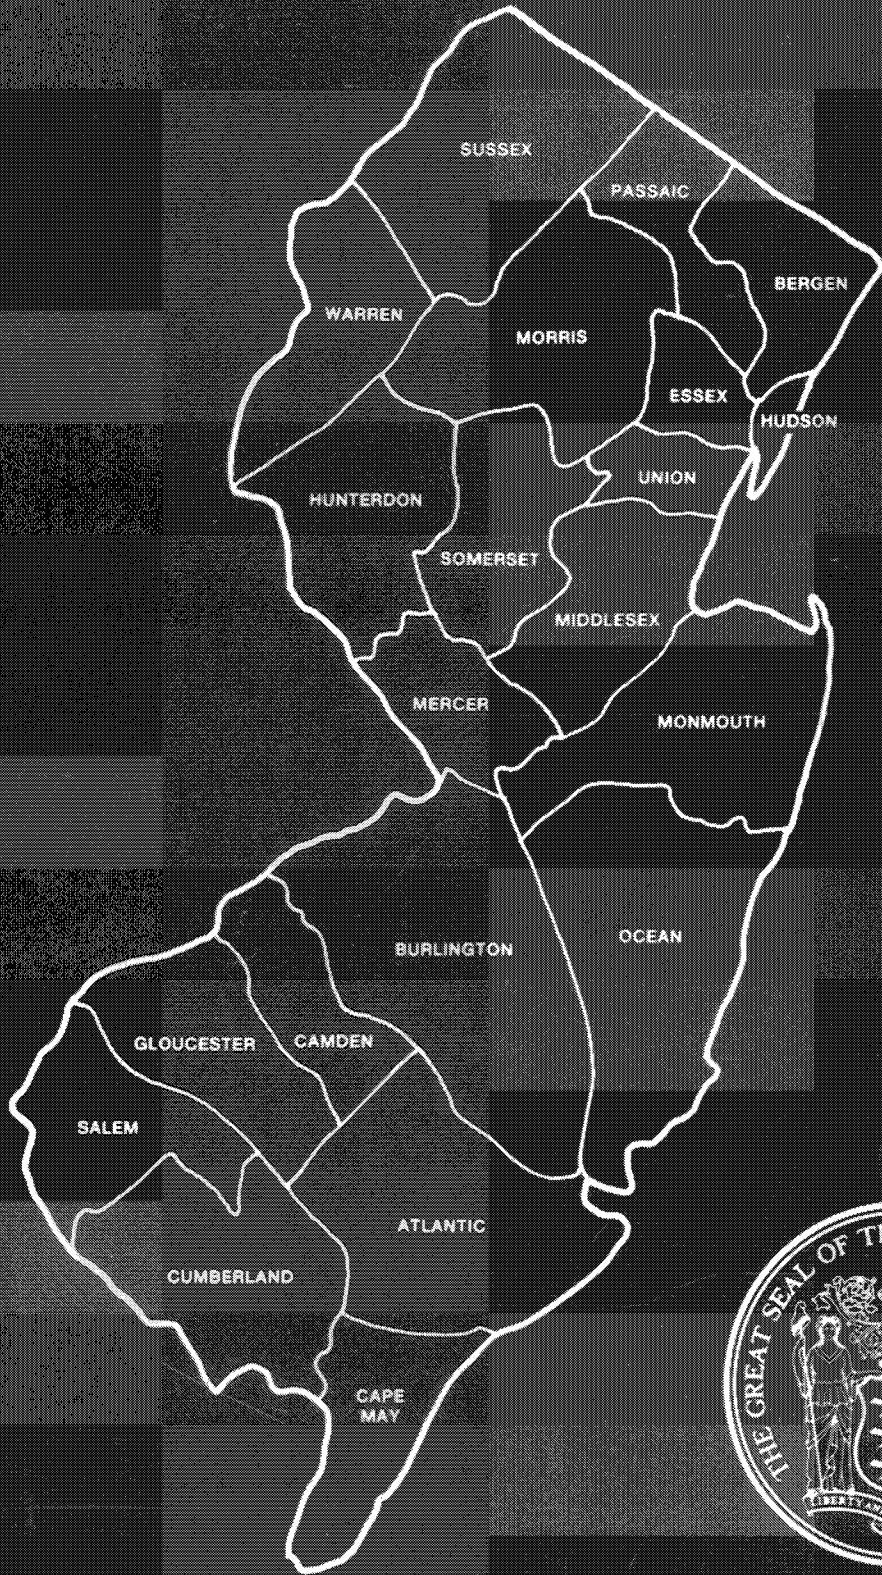 SUSSEX
PASSAIC
BERGEN
WARREN
MORRIS
ESSEX
HUDSON
UNION
HUNTERDON
SOMERSET
MIDDLESEX
MERCER
MONMOUTH
OCEAN
BURLINGTON
GLOUCESTER
CAMDEN
SALEM
ATLANTIC
CUMBERLAND
CAPE
MAY
THE GREAT SEAL OF
LIBERTY